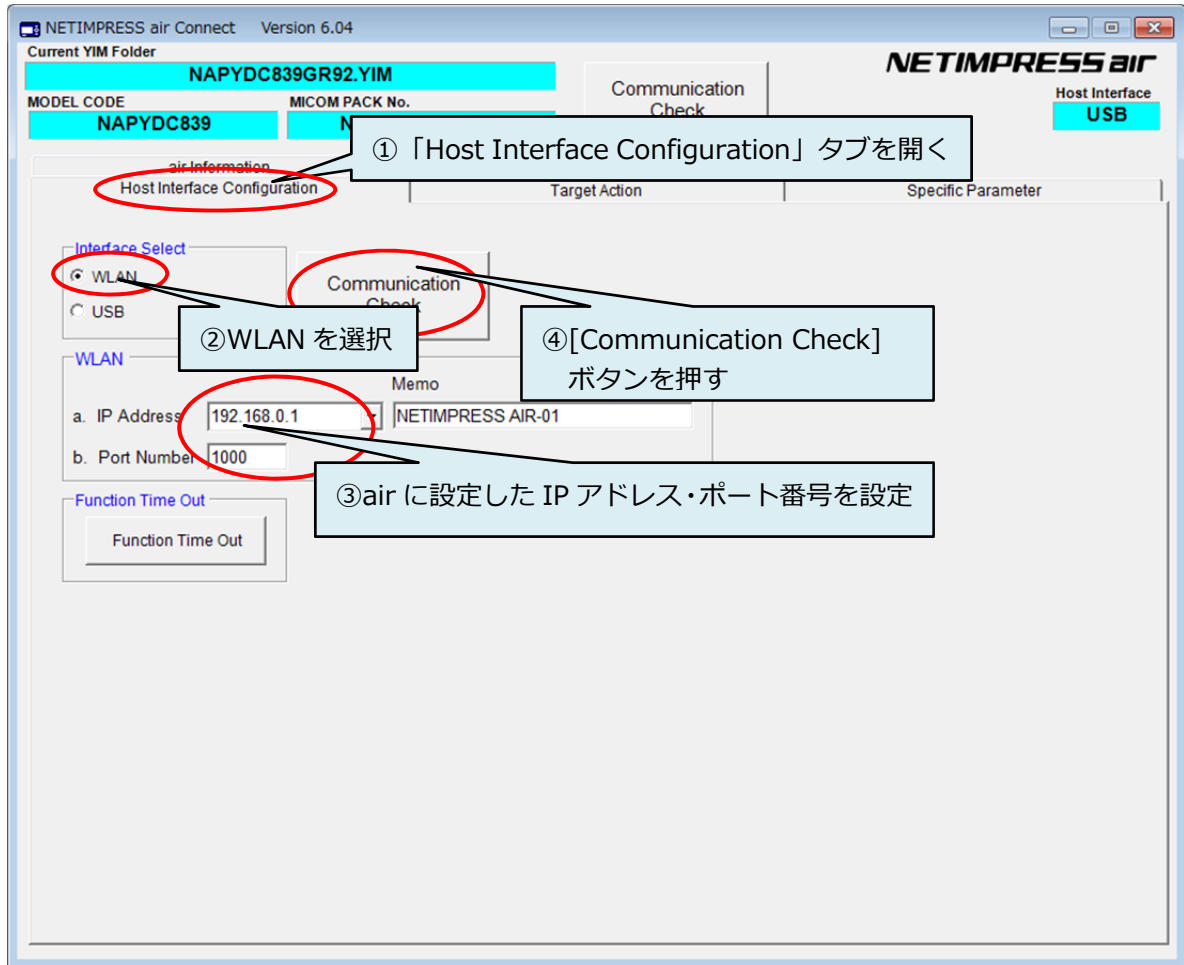 NETIMPRESS air Connect Version 6.04
Current YIM Folder
NAPYDC839GR92.YIM
NETIMPRESS air
Communication
Check
Host Interface
USB
MODEL CODE
MICOM PACK No.
NAPYDC839
N
①「Host Interface Configuration」タブを開く
air Information
Host Interface Configuration
Target Action
Specific Parameter
Interface Select
WLAN
USB
Communication
Check
②WLAN を選択
④[Communication Check]
ボタンを押す
WLAN
Memo
a. IP Address
192.168.0.1
NETIMPRESS AIR-01
b. Port Number
1000
③air に設定した IP アドレス・ポート番号を設定
Function Time Out
Function Time Out